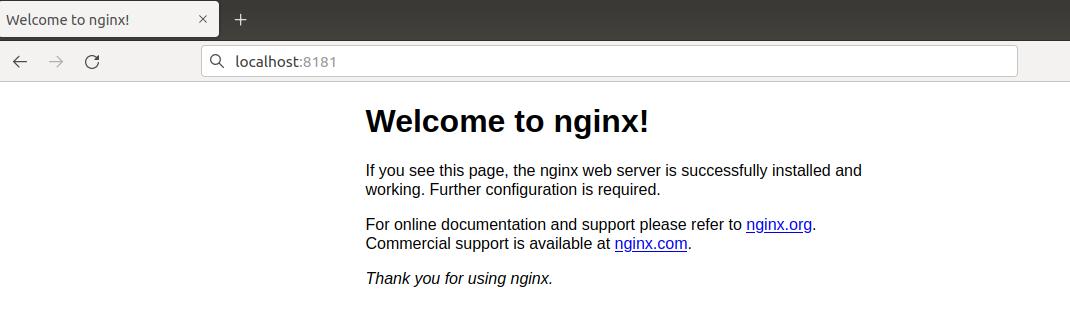 Welcome to nginx!
localhost:8181
Welcome to nginx!
If you see this page, the nginx web server is successfully installed and
working. Further configuration is required.
For online documentation and support please refer to nginx.org.
Commercial support is available at nginx.com.
Thank you for using nginx.